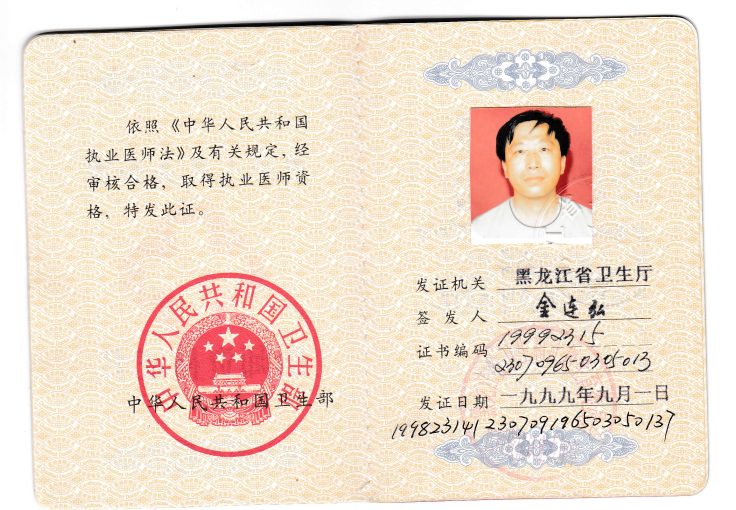 依照《中华人民共和国
执业医师法》及有关规定，经
审核合格，取得执业医师资
格，特发此证。
中华人民共和国卫生部
中华人民共和国卫生部
发证机关 黑龙江省卫生厅
签发人 金连弘
证书编码 19992315
230709650305013
发证日期 一九九九年九月一日
199823141230709196503050137